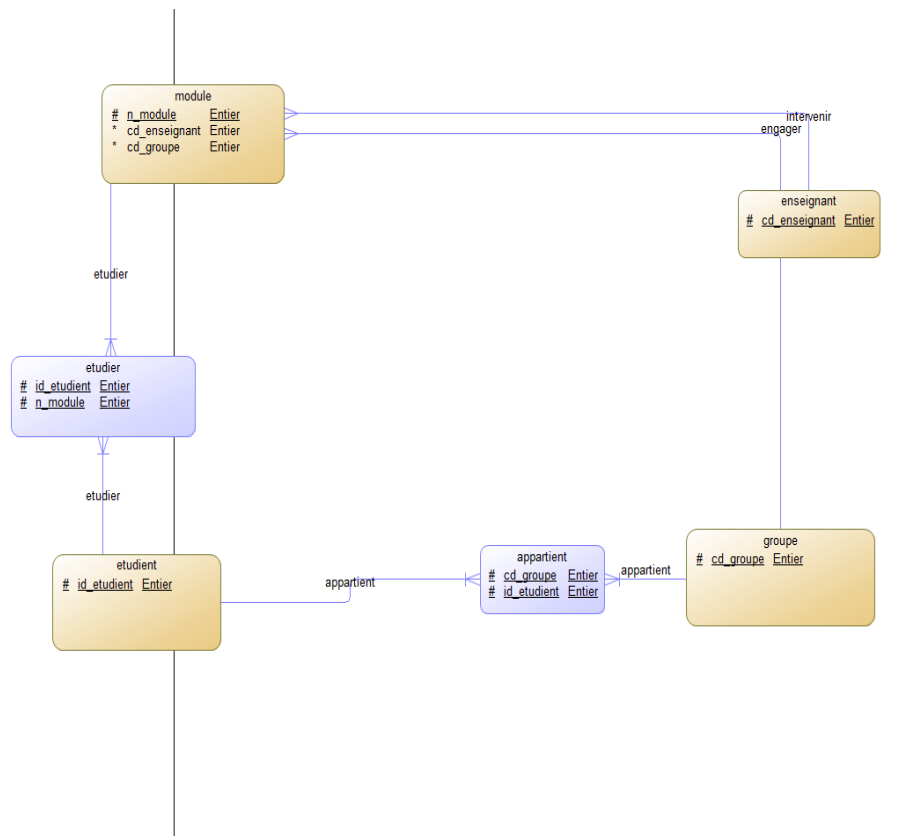 module
# n_module Entier
* cd_enseignant Entier
* cd_groupe Entier
intervenir
engager
enseignant
# cd_enseignant Entier
etudier
etudier
# id_etudient Entier
# n_module Entier
etudier
etudient
# id_etudient Entier
appartient
appartient
# cd_groupe Entier
# id_etudient Entier
appartient
groupe
# cd_groupe Entier